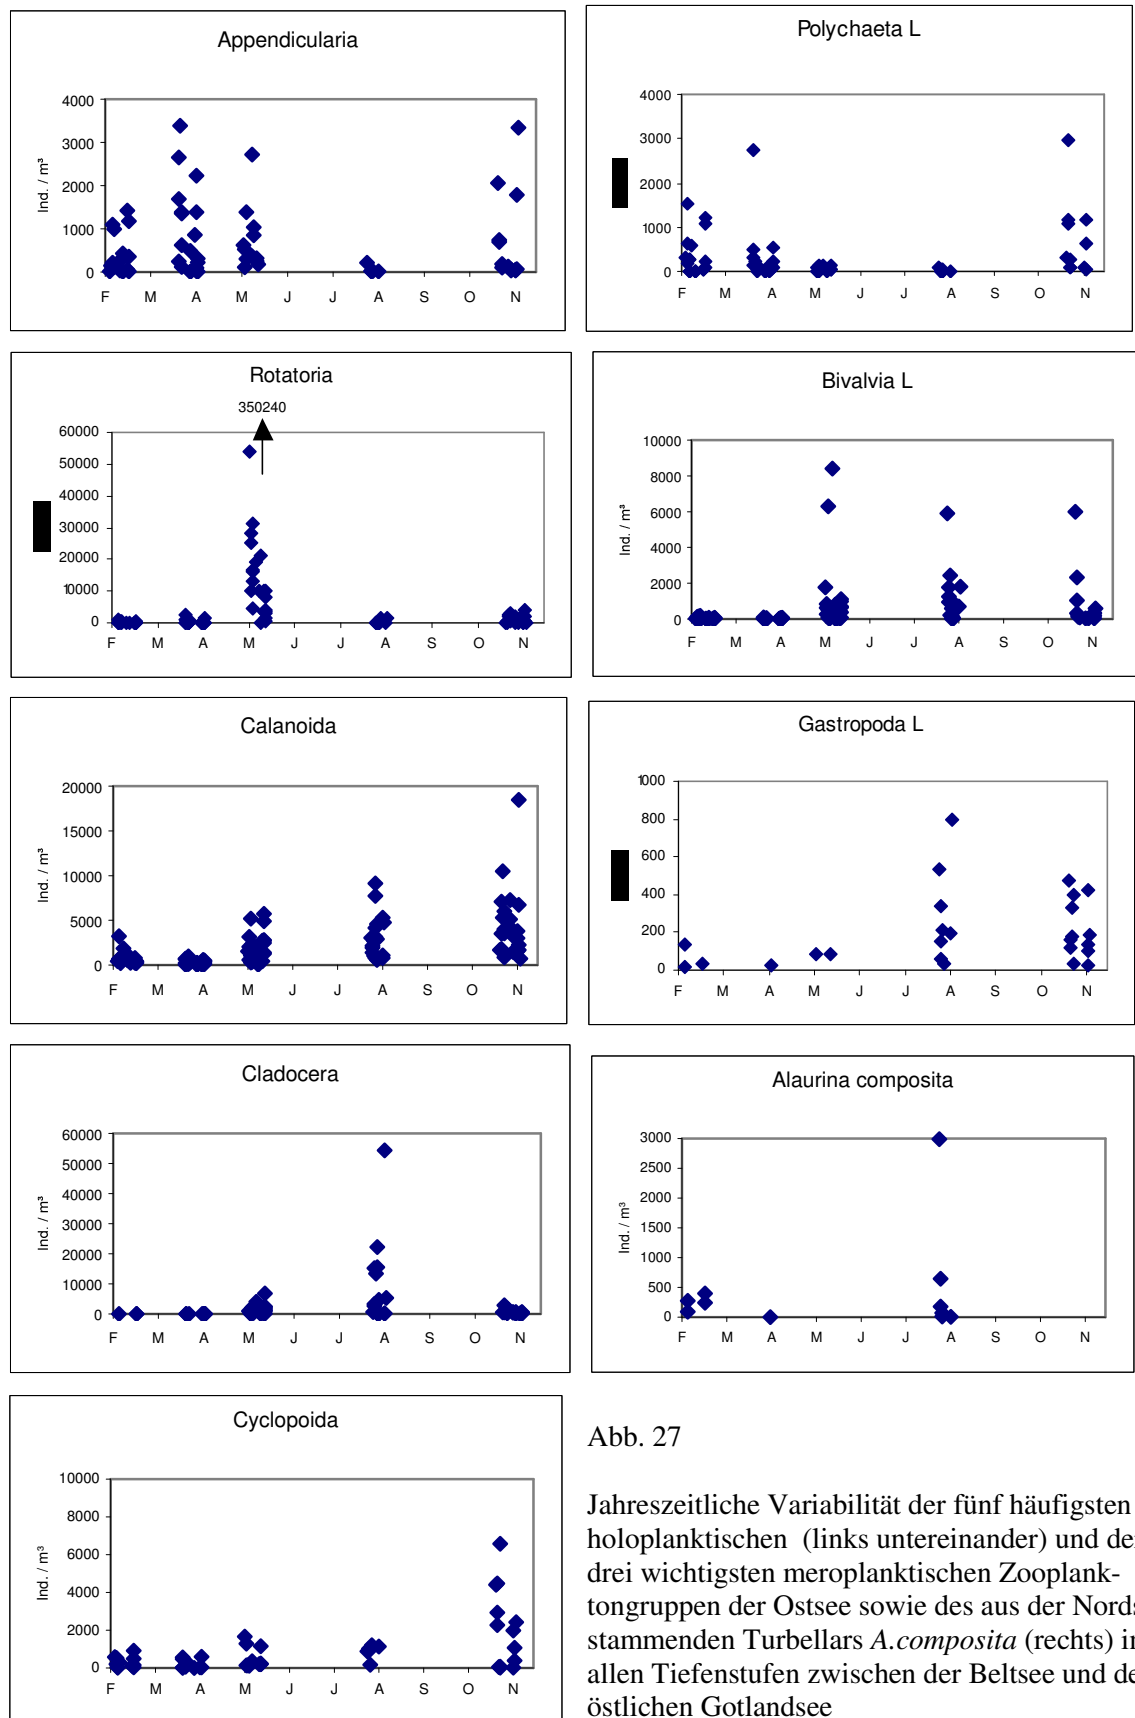 Appendicularia
4000
3000
2000
1000
0
Ind. / m³
F M A M J J A S O N
Polychaeta L
4000
3000
2000
1000
0
F M A M J J A S O N
Rotatoria
350240
60000
50000
40000
30000
20000
10000
0
F M A M J J A S O N
Bivalvia L
10000
8000
6000
4000
2000
0
Ind. / m³
F M A M J J A S O N
Calanoida
20000
15000
10000
5000
0
Ind. / m³
F M A M J J A S O N
Gastropoda L
1000
800
600
400
200
0
F M A M J J A S O N
Cladocera
60000
50000
40000
30000
20000
10000
0
Ind. / m³
F M A M J J A S O N
Alaurina composita
3000
2500
2000
1500
1000
500
0
Ind. / m³
F M A M J J A S O N
Cyclopoida
10000
8000
6000
4000
2000
0
Ind. / m³
F M A M J J A S O N
Abb. 27
Jahreszeitliche Variabilität der fünf häufigsten
holoplanktischen (links untereinander) und
drei wichtigsten meroplanktischen Zooplank-
tongruppen der Ostsee sowie des aus der
stammenden Turbellars A.composita (rechts)
allen Tiefenstufen zwischen der Beltsee und
östlichen Gotlandsee